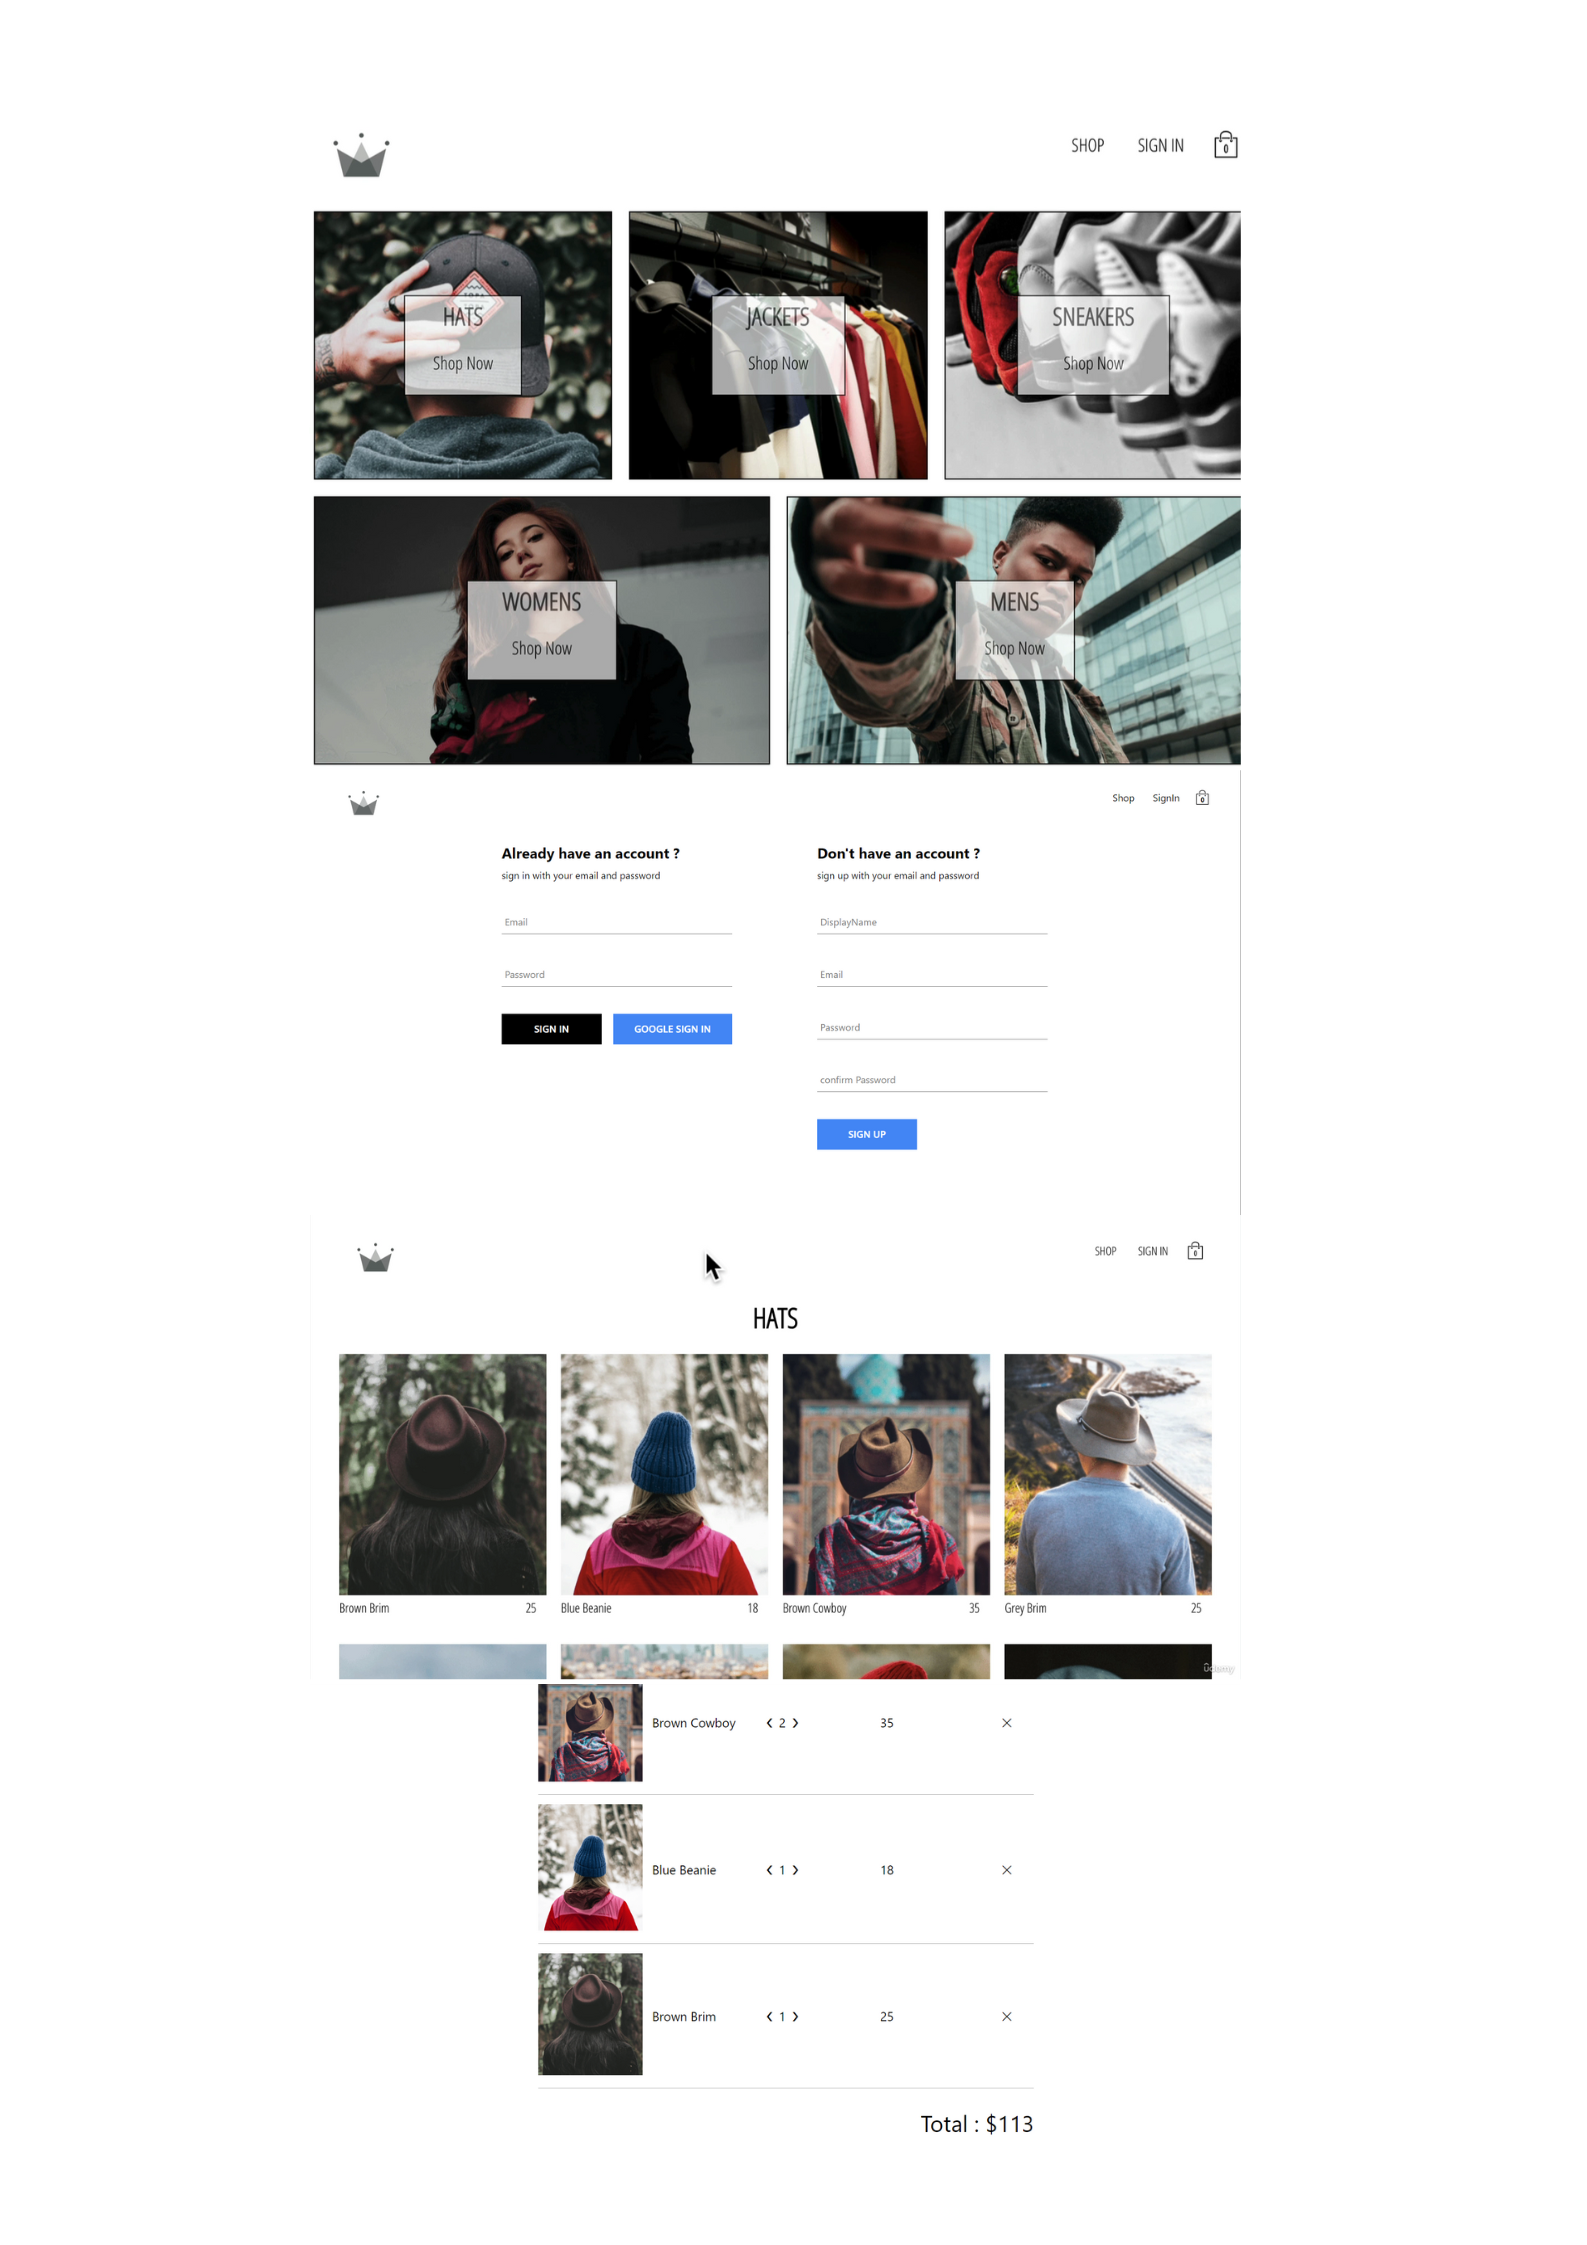 SHOP SIGN IN 0
HATS
Shop Now
JACKETS
Shop Now
SNEAKERS
Shop Now
WOMENS
Shop Now
MENS
Shop Now
Shop SignIn 0
Already have an account ?
sign in with your email and password
Email
Password
SIGN IN GOOGLE SIGN IN
Don't have an account ?
sign up with your email and password
DisplayName
Email
Password
confirm Password
SIGN UP
SHOP SIGN IN 0
HATS
Brown Brim 25
Blue Beanie 18
Brown Cowboy 35
Grey Brim 25
ûdemy
Brown Cowboy 2 35
Blue Beanie 1 18
Brown Brim 1 25
Total : $113